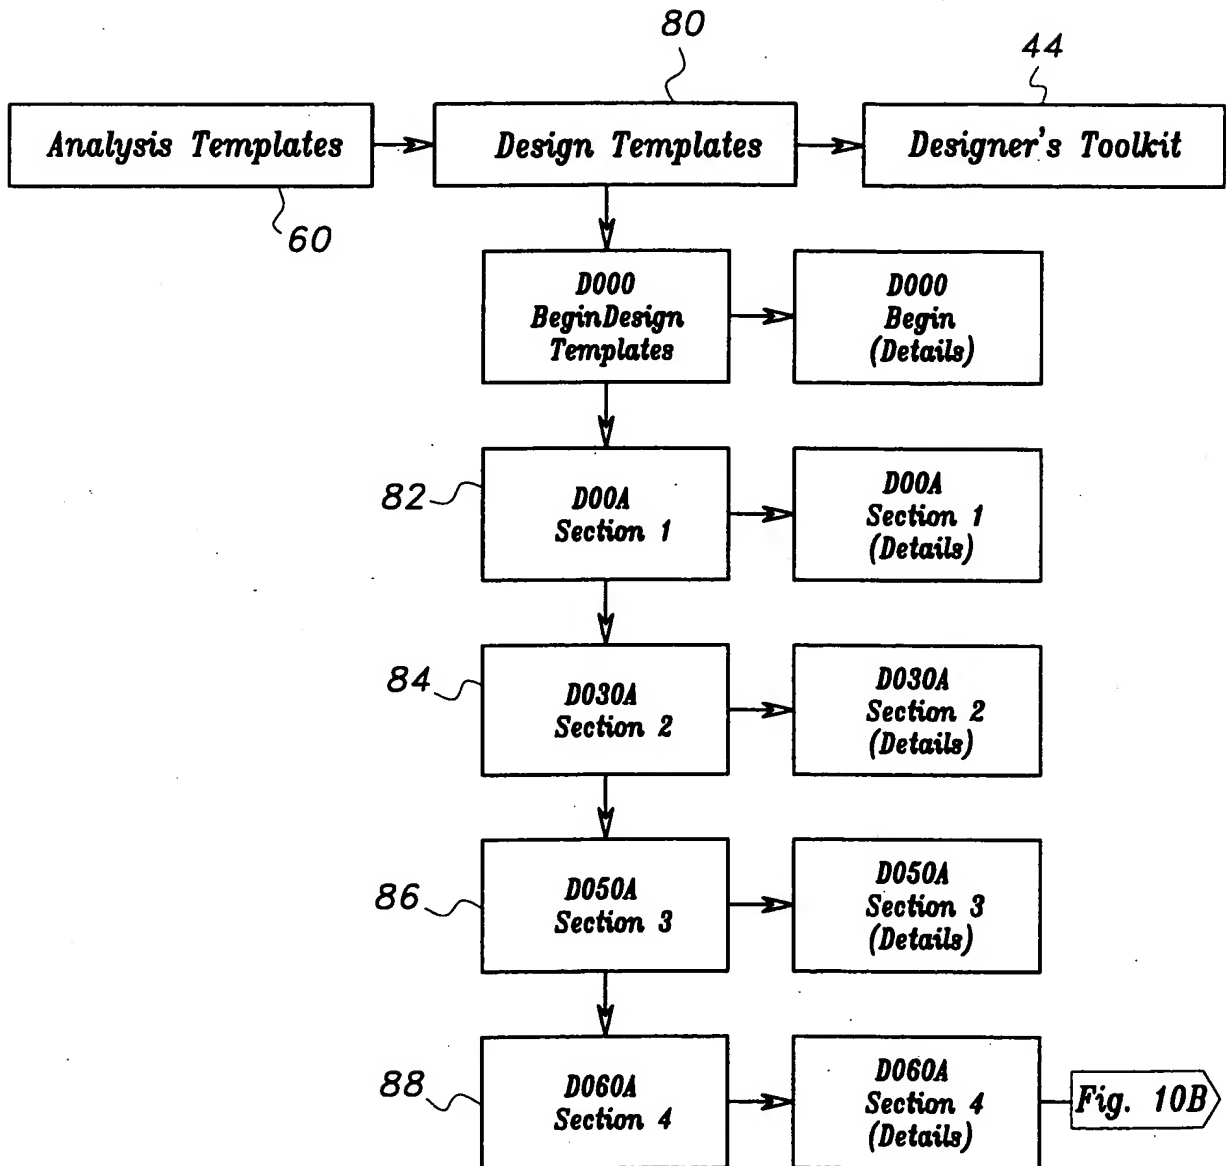 80
44
Analysis Templates
Design Templates
Designer's Toolkit
60
D000
BeginDesign
Templates
D000
Begin
(Details)
82
D00A
Section 1
D00A
Section 1
(Details)
84
D030A
Section 2
D030A
Section 2
(Details)
86
D050A
Section 3
D050A
Section 3
(Details)
88
D060A
Section 4
D060A
Section 4
(Details)
Fig. 10B